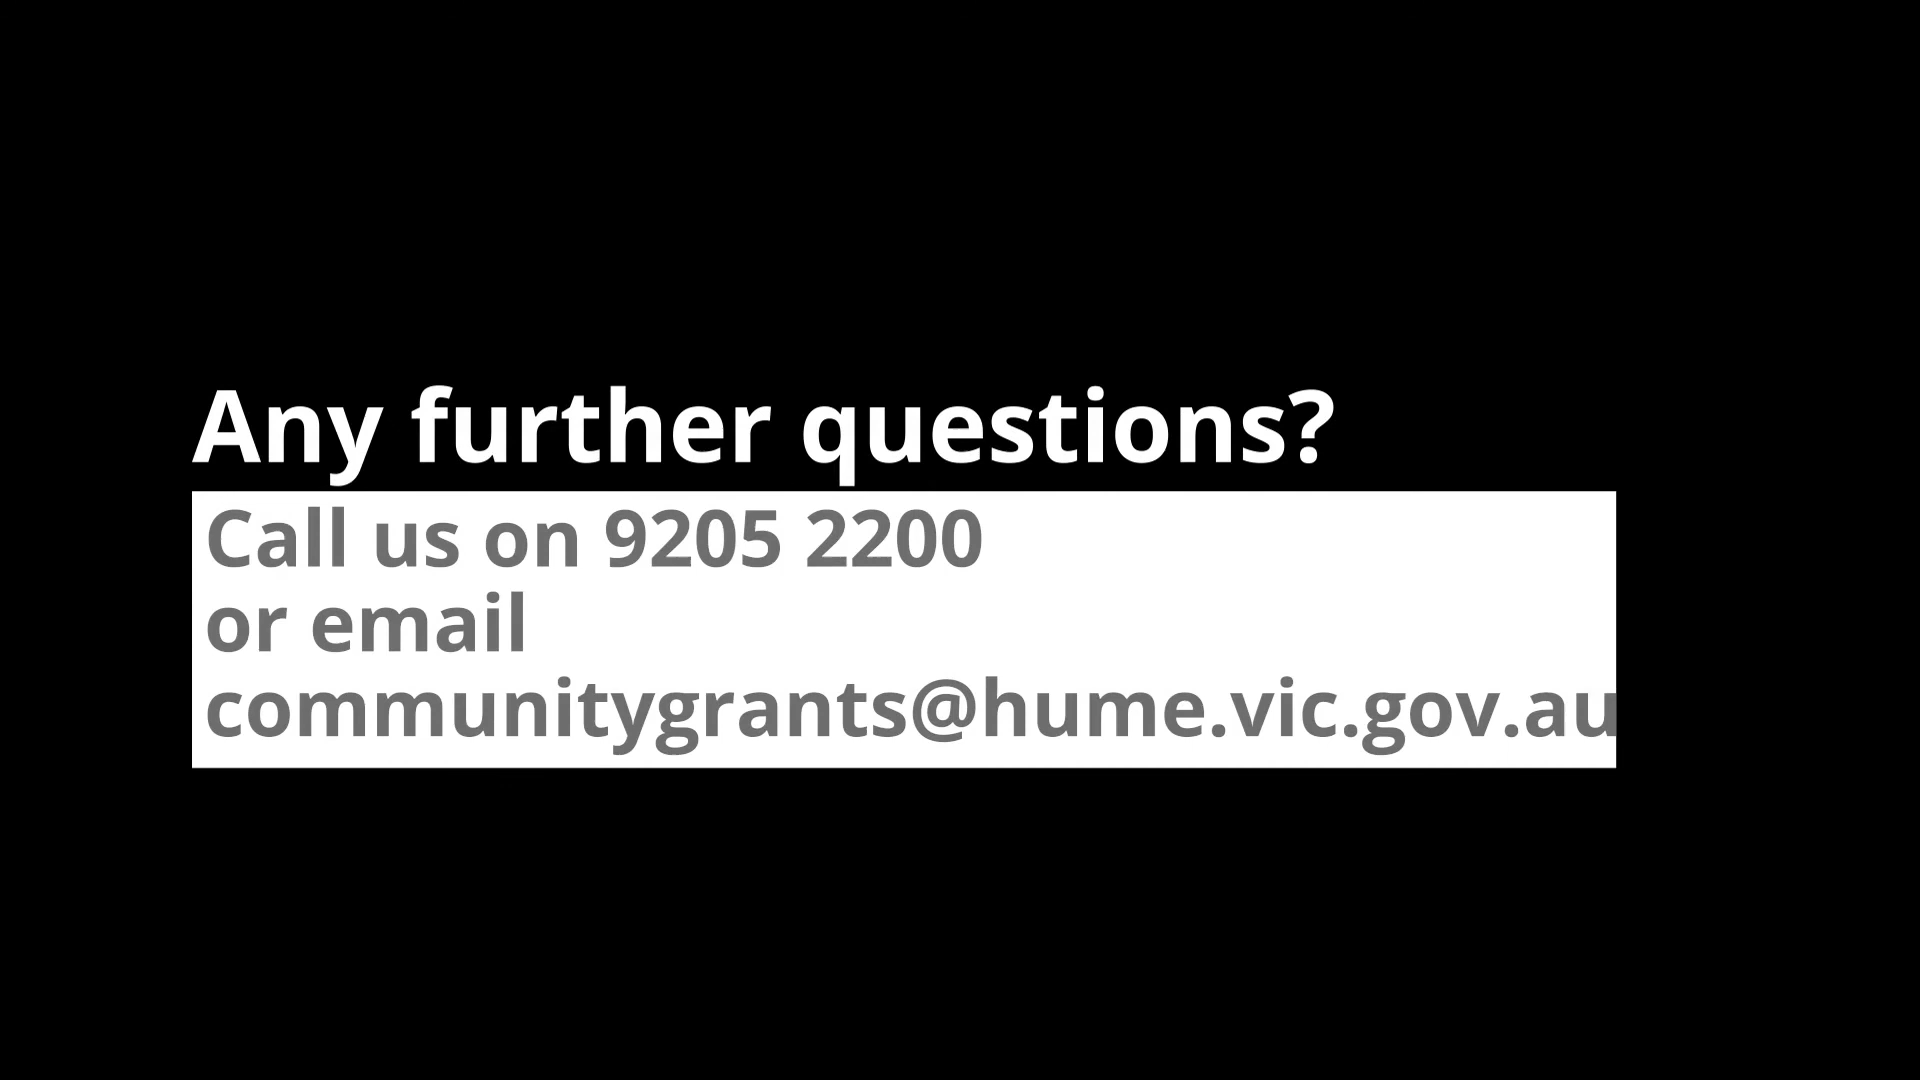 Any further questions?
Call us on 9205 2200
or email
communitygrants@hume.vic.gov.au